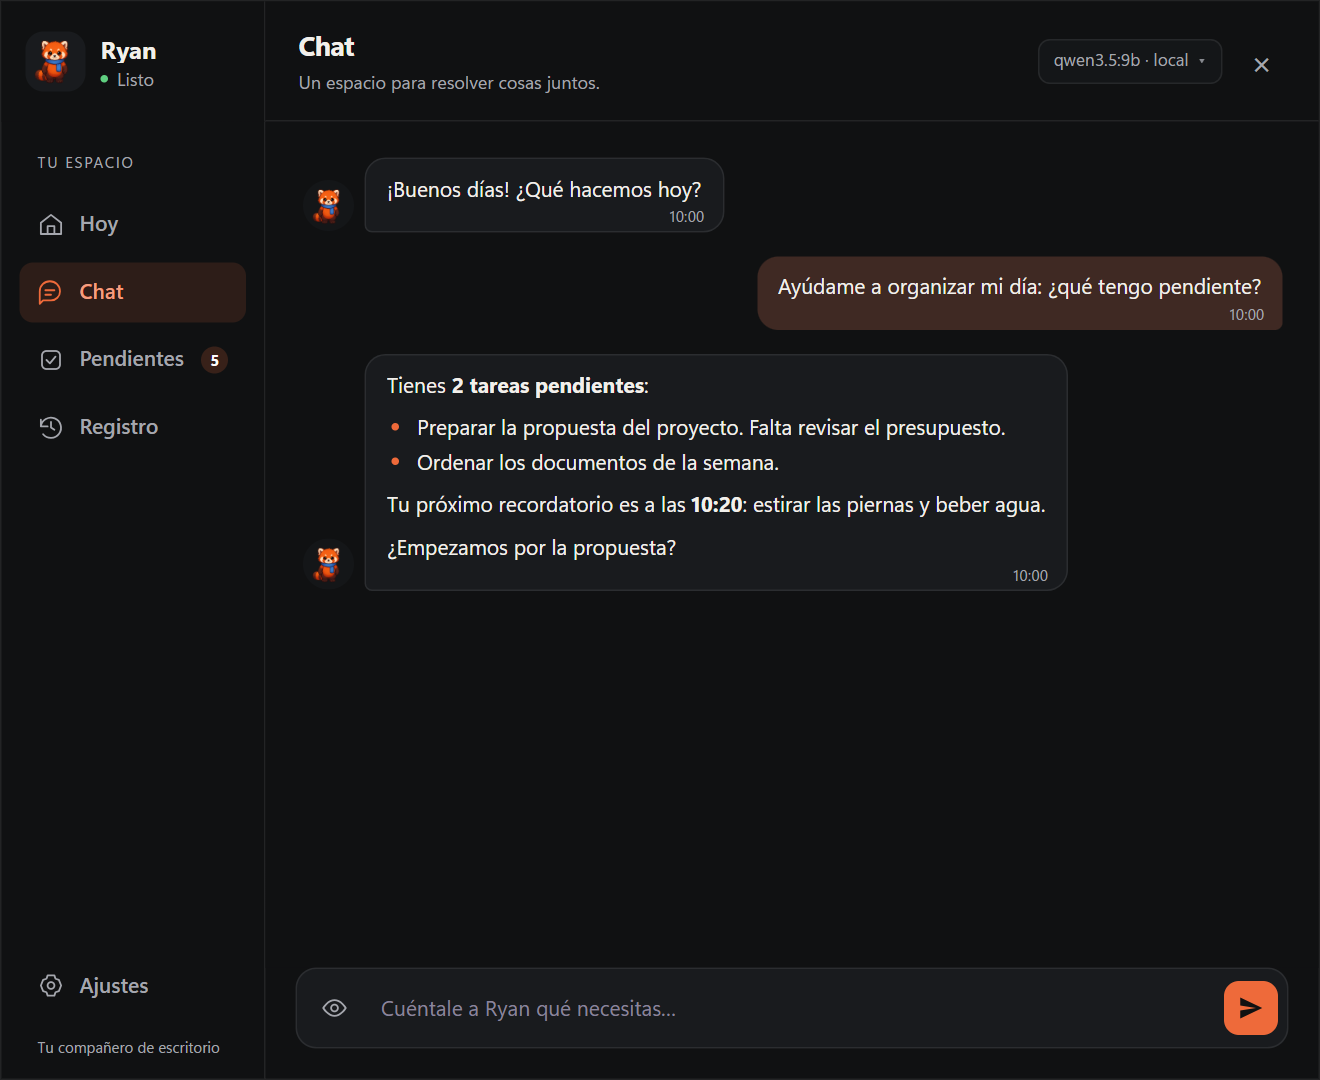 Ryan
Listo
TU ESPACIO
Hoy
Chat
Pendientes 5
Registro
Ajustes
Tu compañero de escritorio
Chat
Un espacio para resolver cosas juntos.
qwen3.5:9b · local
¡Buenos días! ¿Qué hacemos hoy?
10:00
Ayúdame a organizar mi día: ¿qué tengo pendiente?
10:00
Tienes 2 tareas pendientes:
• Preparar la propuesta del proyecto. Falta revisar el presupuesto.
• Ordenar los documentos de la semana.
Tu próximo recordatorio es a las 10:20: estirar las piernas y beber agua.
¿Empezamos por la propuesta?
10:00
Cuéntale a Ryan qué necesitas...